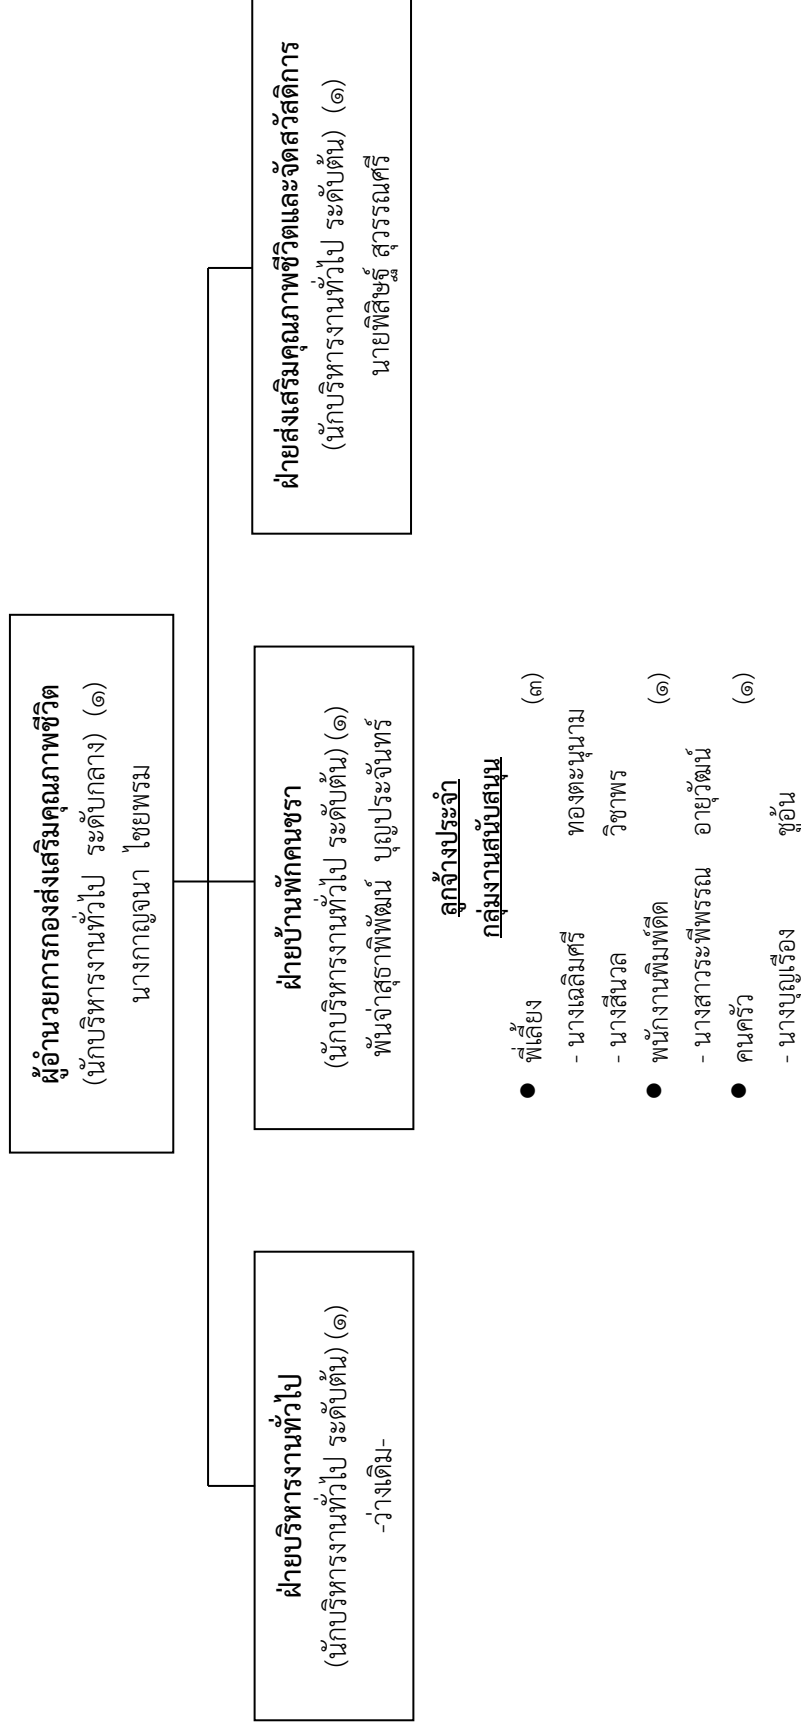 ผู้อำนวยการกองส่งเสริมคุณภาพชีวิต
(นักบริหารงานทั่วไป ระดับกลาง) (๑)
นางกาญจนา ไชยพรม
ฝ่ายบริหารงานทั่วไป
(นักบริหารงานทั่วไป ระดับต้น) (๑)
-ว่างเดิม-
ฝ่ายบ้านพักคนชรา
(นักบริหารงานทั่วไป ระดับต้น) (๑)
พันจ่าสุธาพิพัฒน์ บุญประจันทร์
ฝ่ายส่งเสริมคุณภาพชีวิตและจัดสวัสดิการ
(นักบริหารงานทั่วไป ระดับต้น) (๑)
นายพิสิษฐ์ สุวรรณศรี
ลูกจ้างประจำ
กลุ่มงานสนับสนุน
● พี่เลี้ยง (๓)
- นางเฉลิมศรี ทองตะนุนาม
- นางสีนวล วิชาพร
● พนักงานพิมพ์ดีด (๑)
- นางสาวระพีพรรณ อายุวัฒน์
● คนครัว (๑)
- นางบุญเรือง ชูอ้น